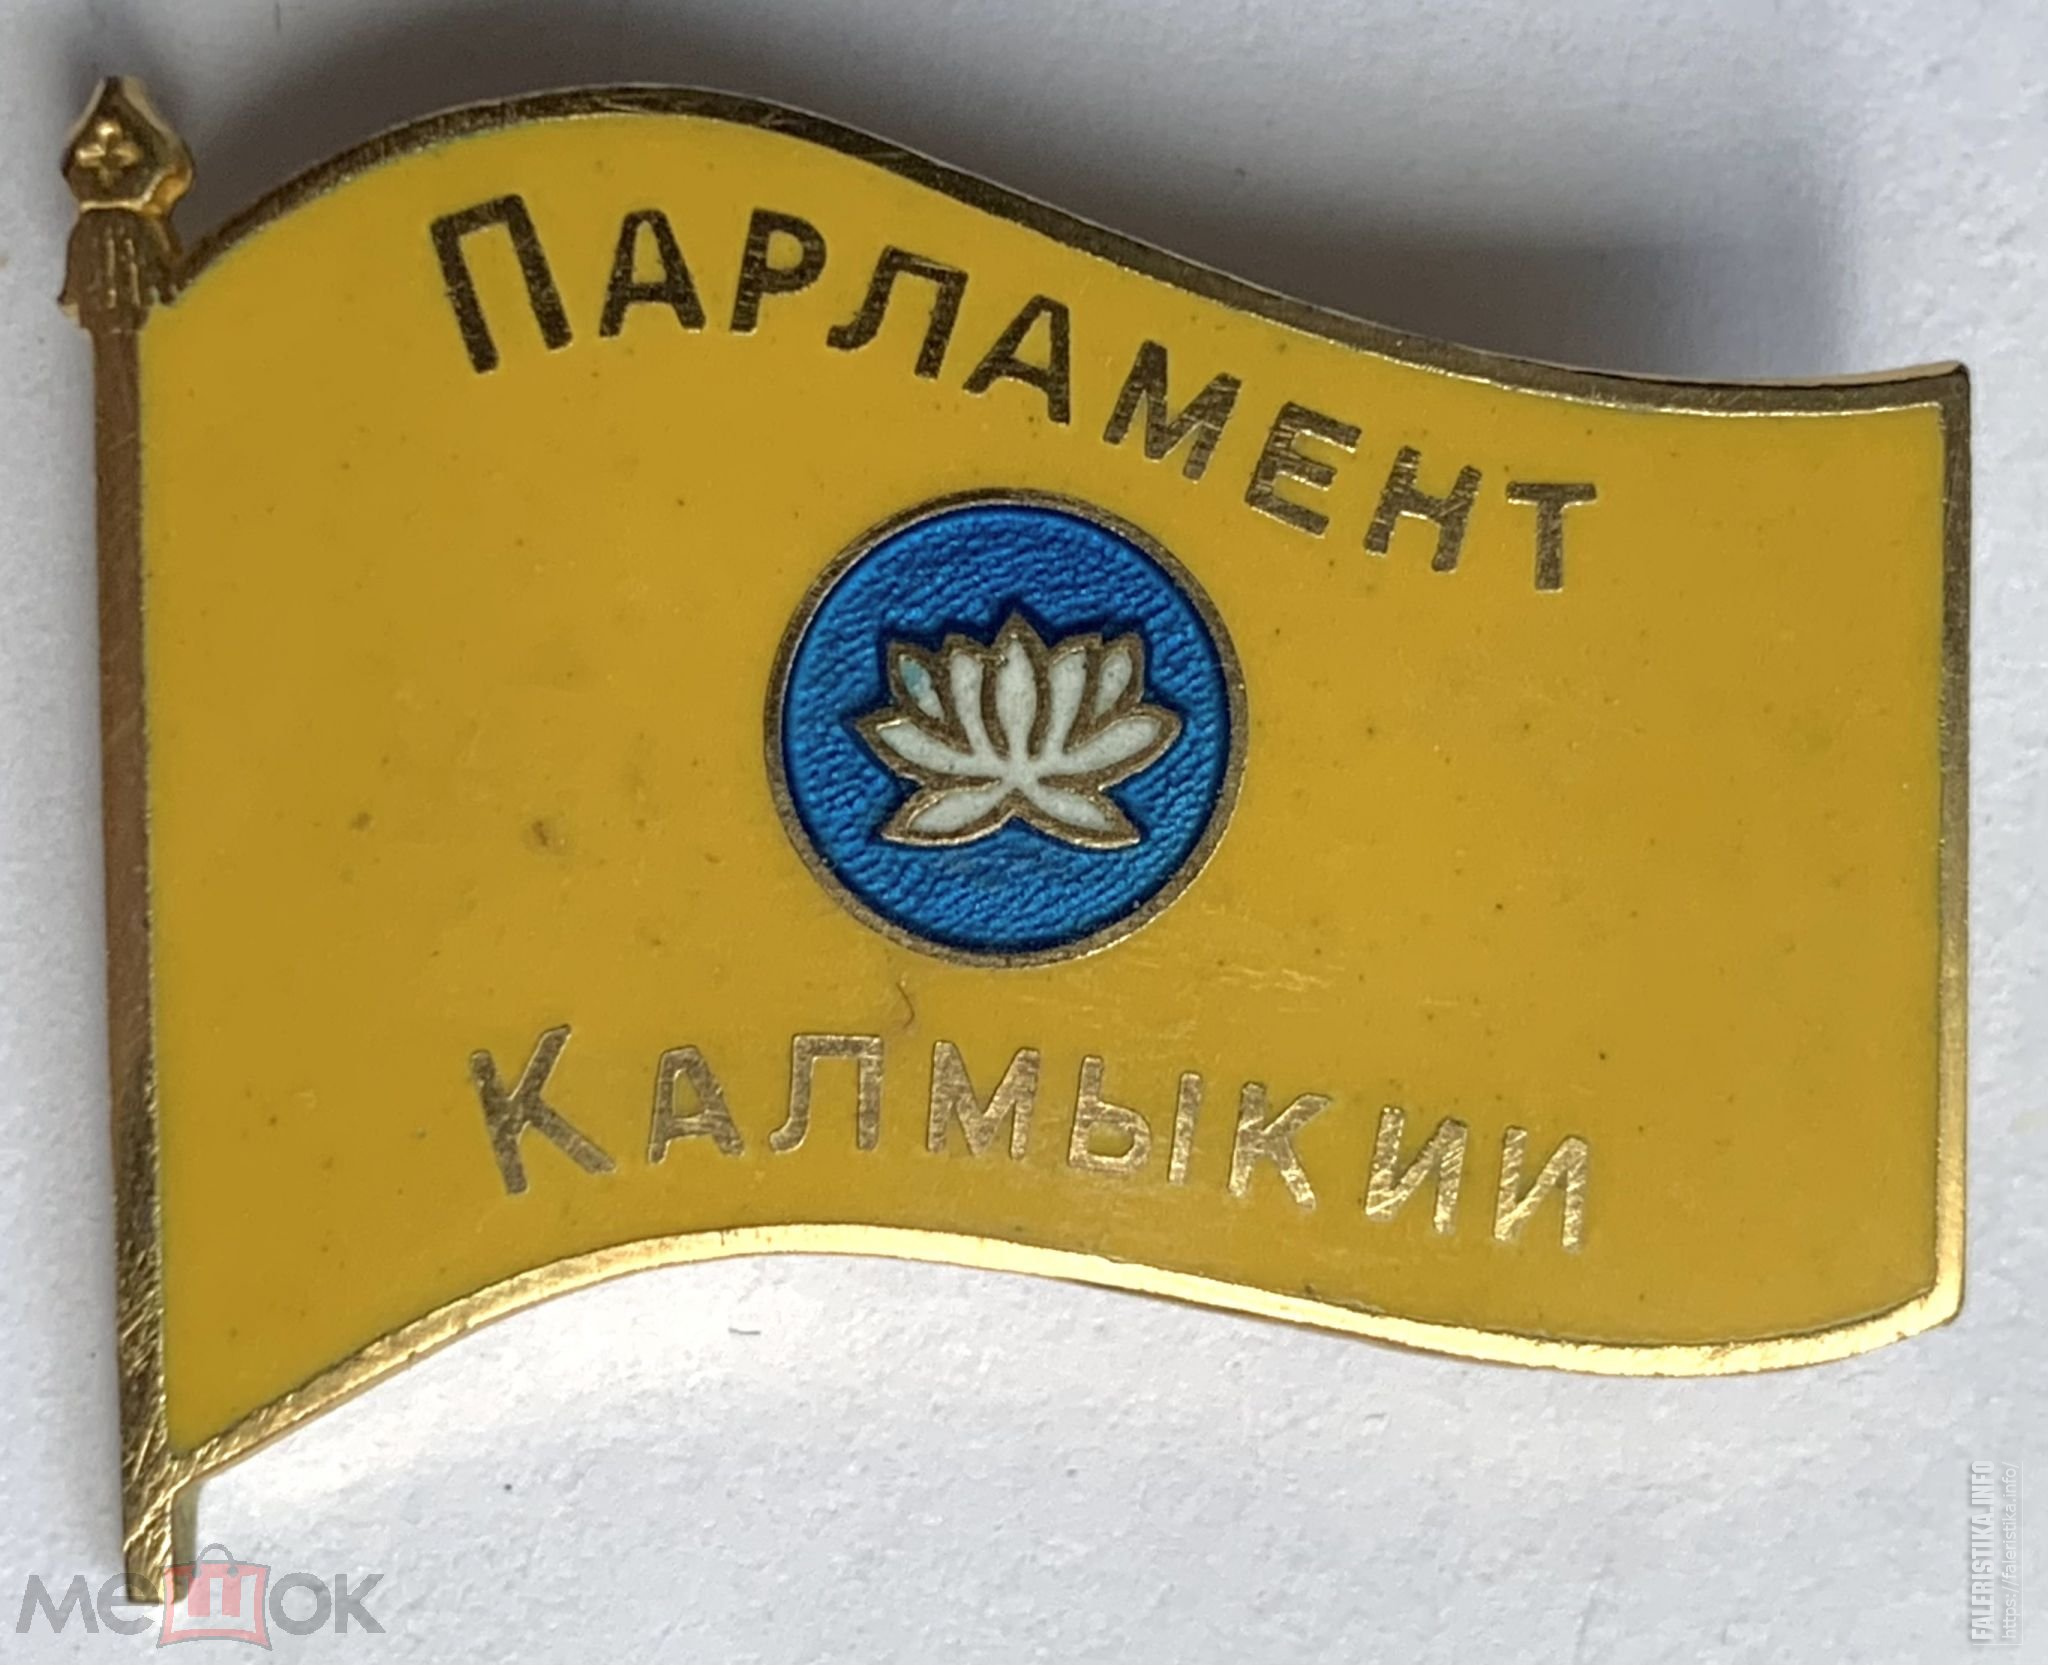 Парламент
Калмыкии
мешок
FALERISTIKA.INFO
https://faleristika.info/